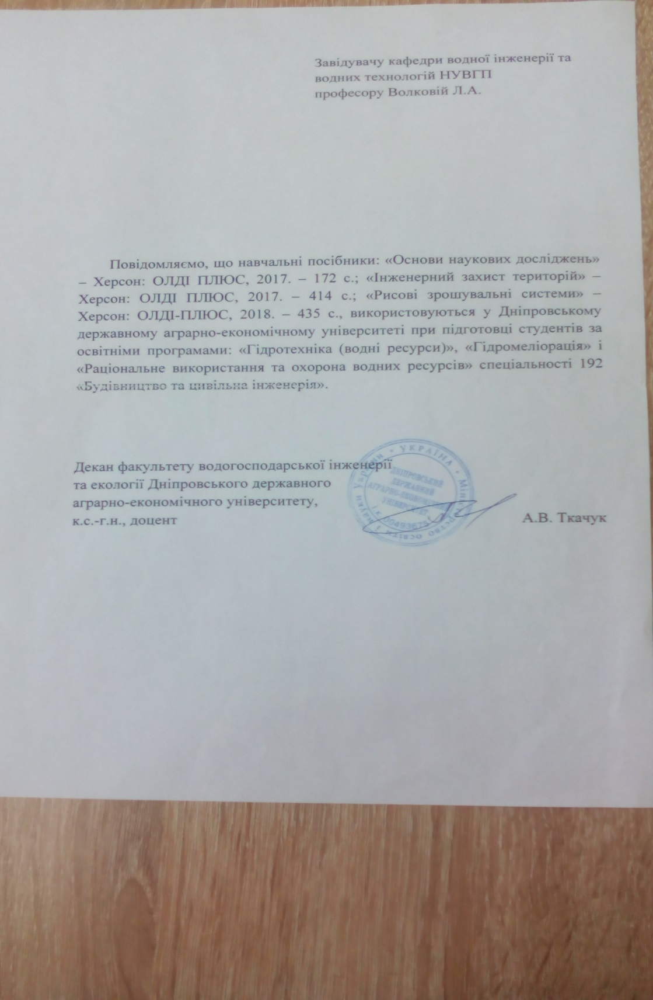 Завідувачу кафедри водної інженерії та
водних технологій НУВГП
професору Волковій Л.А.
Повідомляємо, що навчальні посібники: «Основи наукових досліджень»
– Херсон: ОЛДІ ПЛЮС, 2017. – 172 с.; «Інженерний захист територій» –
Херсон: ОЛДІ ПЛЮС, 2017. – 414 с.; «Рисові зрошувальні системи» –
Херсон: ОЛДІ-ПЛЮС, 2018. – 435 с., використовуються у Дніпровському
державному аграрно-економічному університеті при підготовці студентів за
освітніми програмами: «Гідротехніка (водні ресурси)», «Гідромеліорація» і
«Раціональне використання та охорона водних ресурсів» спеціальності 192
«Будівництво та цивільна інженерія».
Декан факультету водогосподарської інженерії
та екології Дніпровського державного
аграрно-економічного університету,
к.с.-г.н., доцент
А.В. Ткачук
УКРАЇНА * Міністерство освіти і науки України *
ДНІПРОВСЬКИЙ
ДЕРЖАВНИЙ
АГРАРНО-ЕКОНОМІЧНИЙ
УНІВЕРСИТЕТ